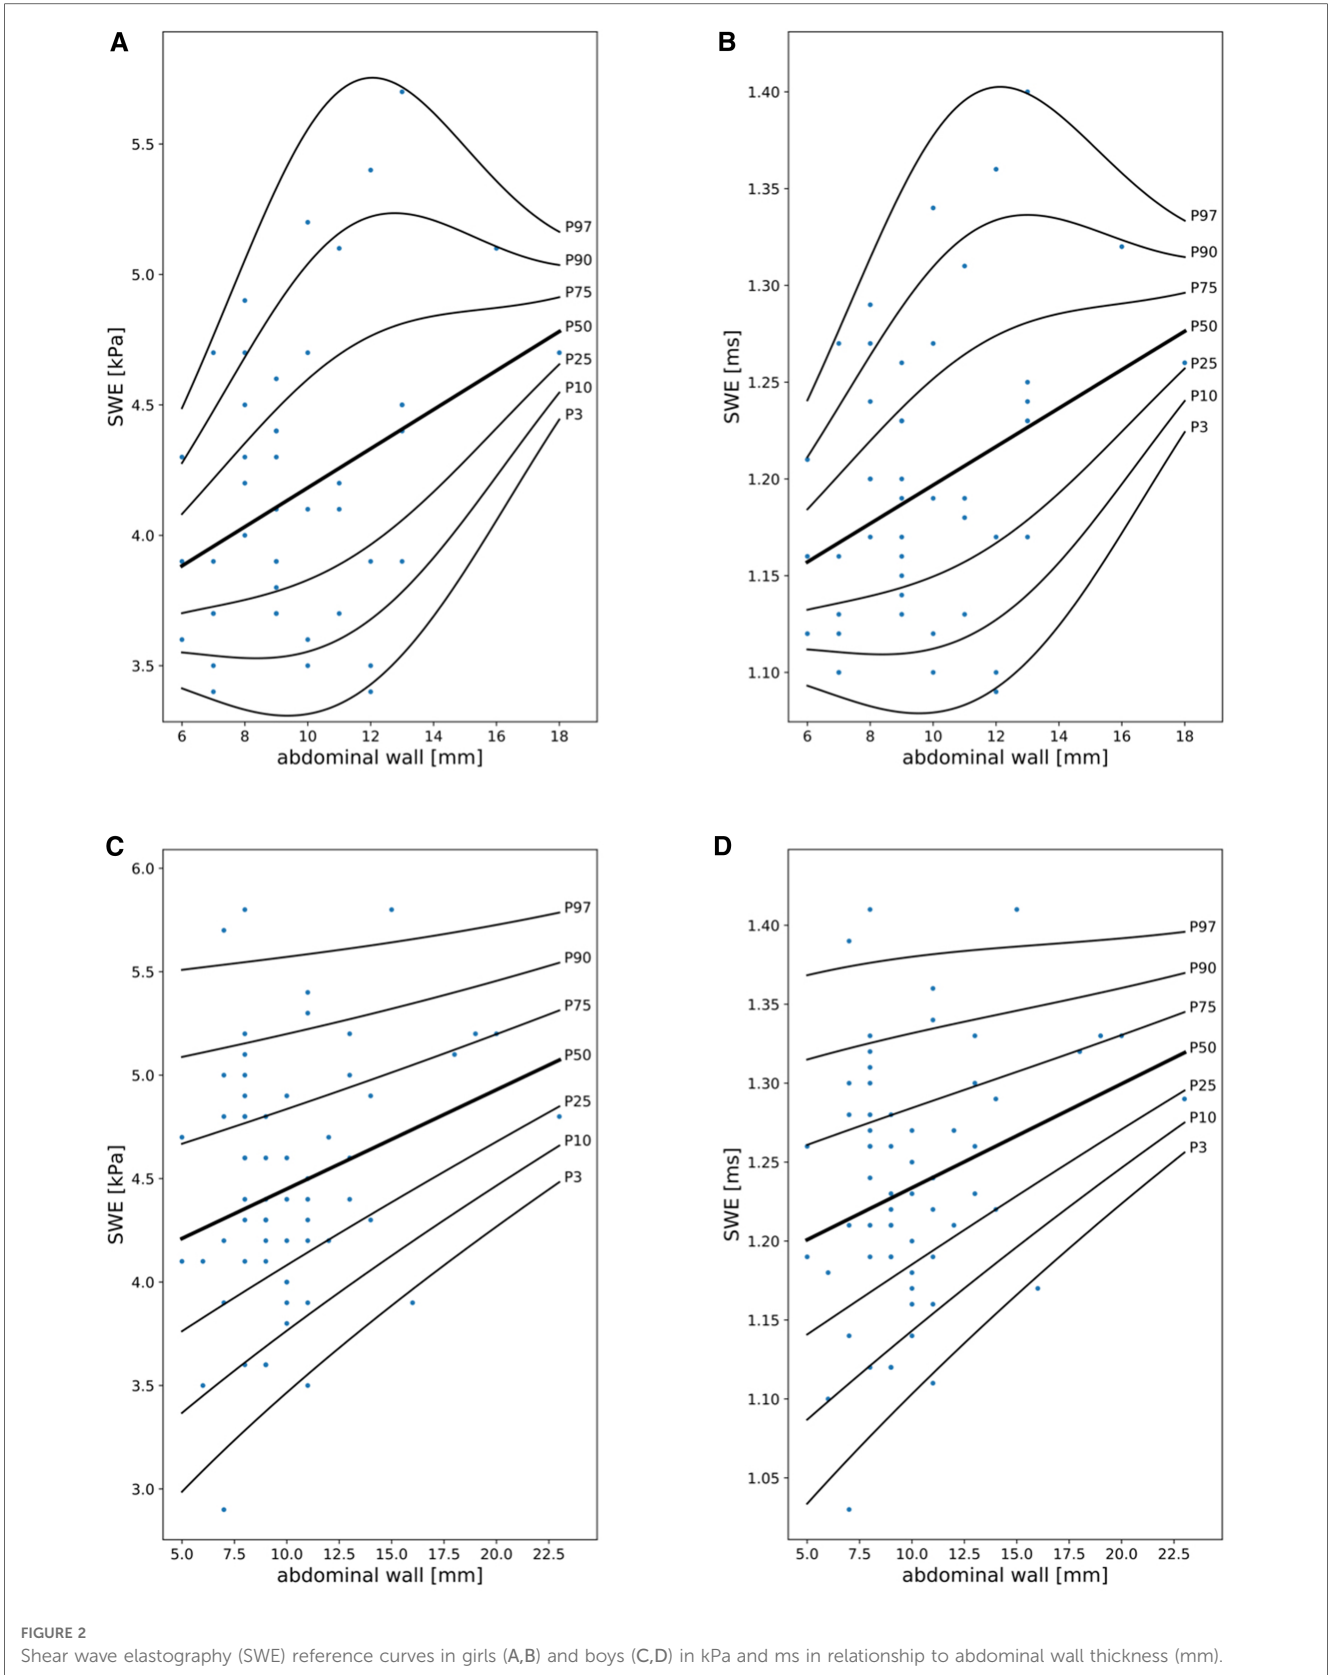 A
5.5
5.0
4.5
4.0
3.5
SWE [kPa]
P97
P90
P75
P50
P25
P10
P3
6 8 10 12 14 16 18
abdominal wall [mm]
B
1.40
1.35
1.30
1.25
1.20
1.15
1.10
SWE [ms]
P97
P90
P75
P50
P25
P10
P3
6 8 10 12 14 16 18
abdominal wall [mm]
C
6.0
5.5
5.0
4.5
4.0
3.5
3.0
SWE [kPa]
P97
P90
P75
P50
P25
P10
P3
5.0 7.5 10.0 12.5 15.0 17.5 20.0 22.5
abdominal wall [mm]
D
1.40
1.35
1.30
1.25
1.20
1.15
1.10
1.05
SWE [ms]
P97
P90
P75
P50
P25
P10
P3
5.0 7.5 10.0 12.5 15.0 17.5 20.0 22.5
abdominal wall [mm]
FIGURE 2
Shear wave elastography (SWE) reference curves in girls (A,B) and boys (C,D) in kPa and ms in relationship to abdominal wall thickness (mm).